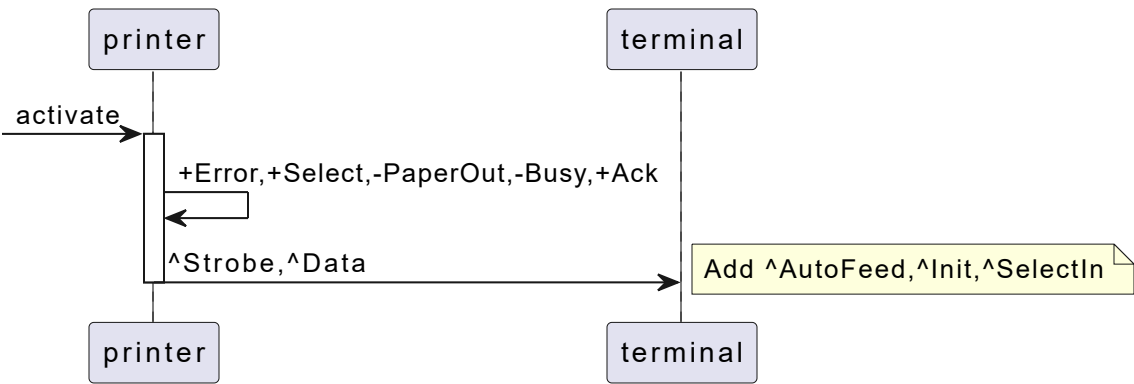 printer
terminal
activate
+Error,+Select,-PaperOut,-Busy,+Ack
^Strobe,^Data
Add ^AutoFeed,^Init,^SelectIn
printer
terminal